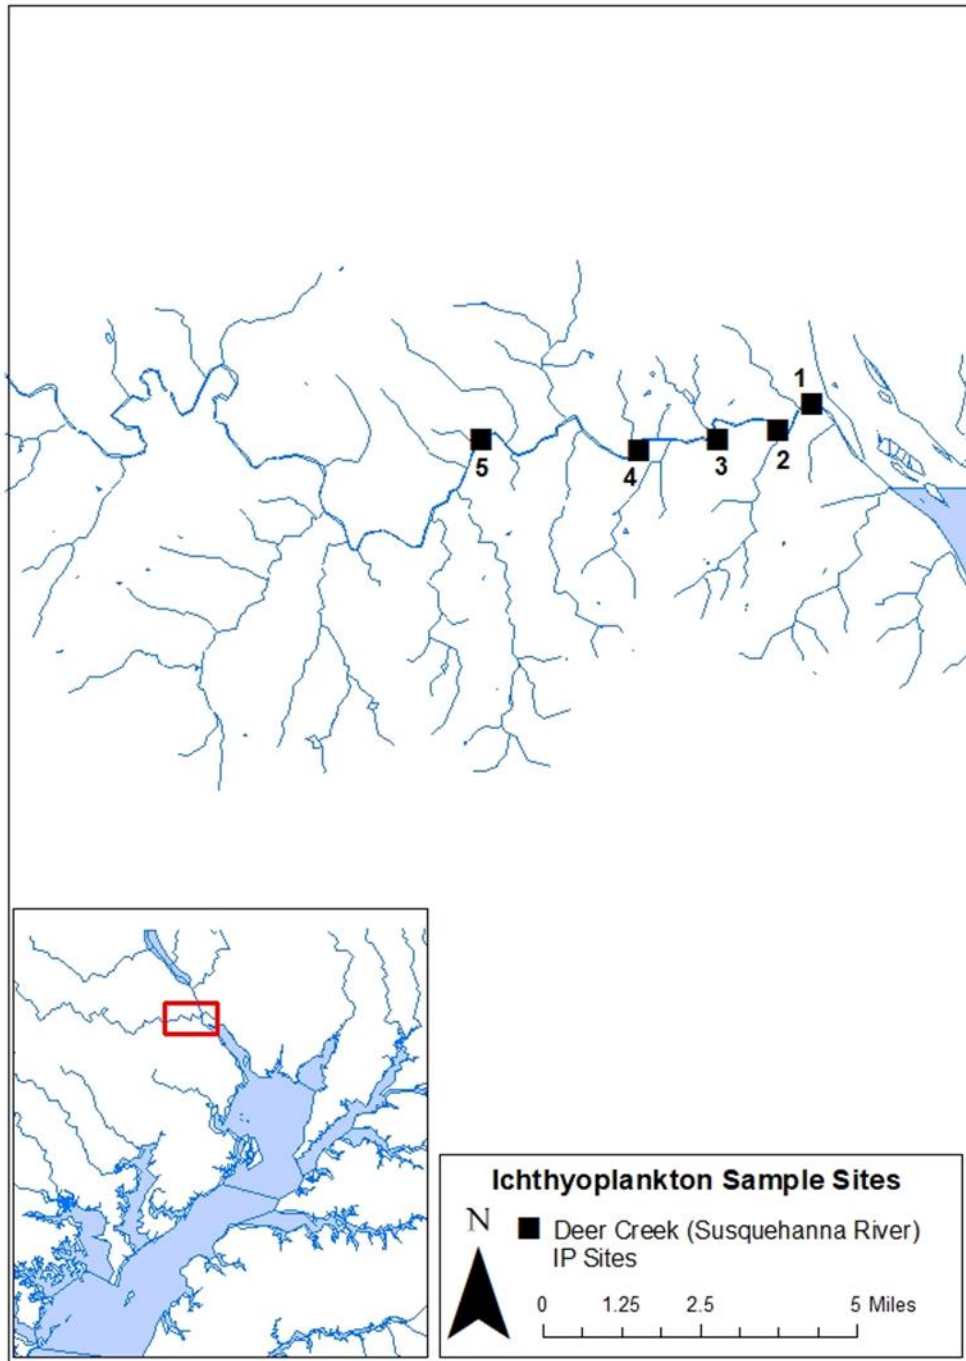 1
2
3
4
5
Ichthyoplankton Sample Sites
N
Deer Creek (Susquehanna River)
IP Sites
0 1.25 2.5 5 Miles